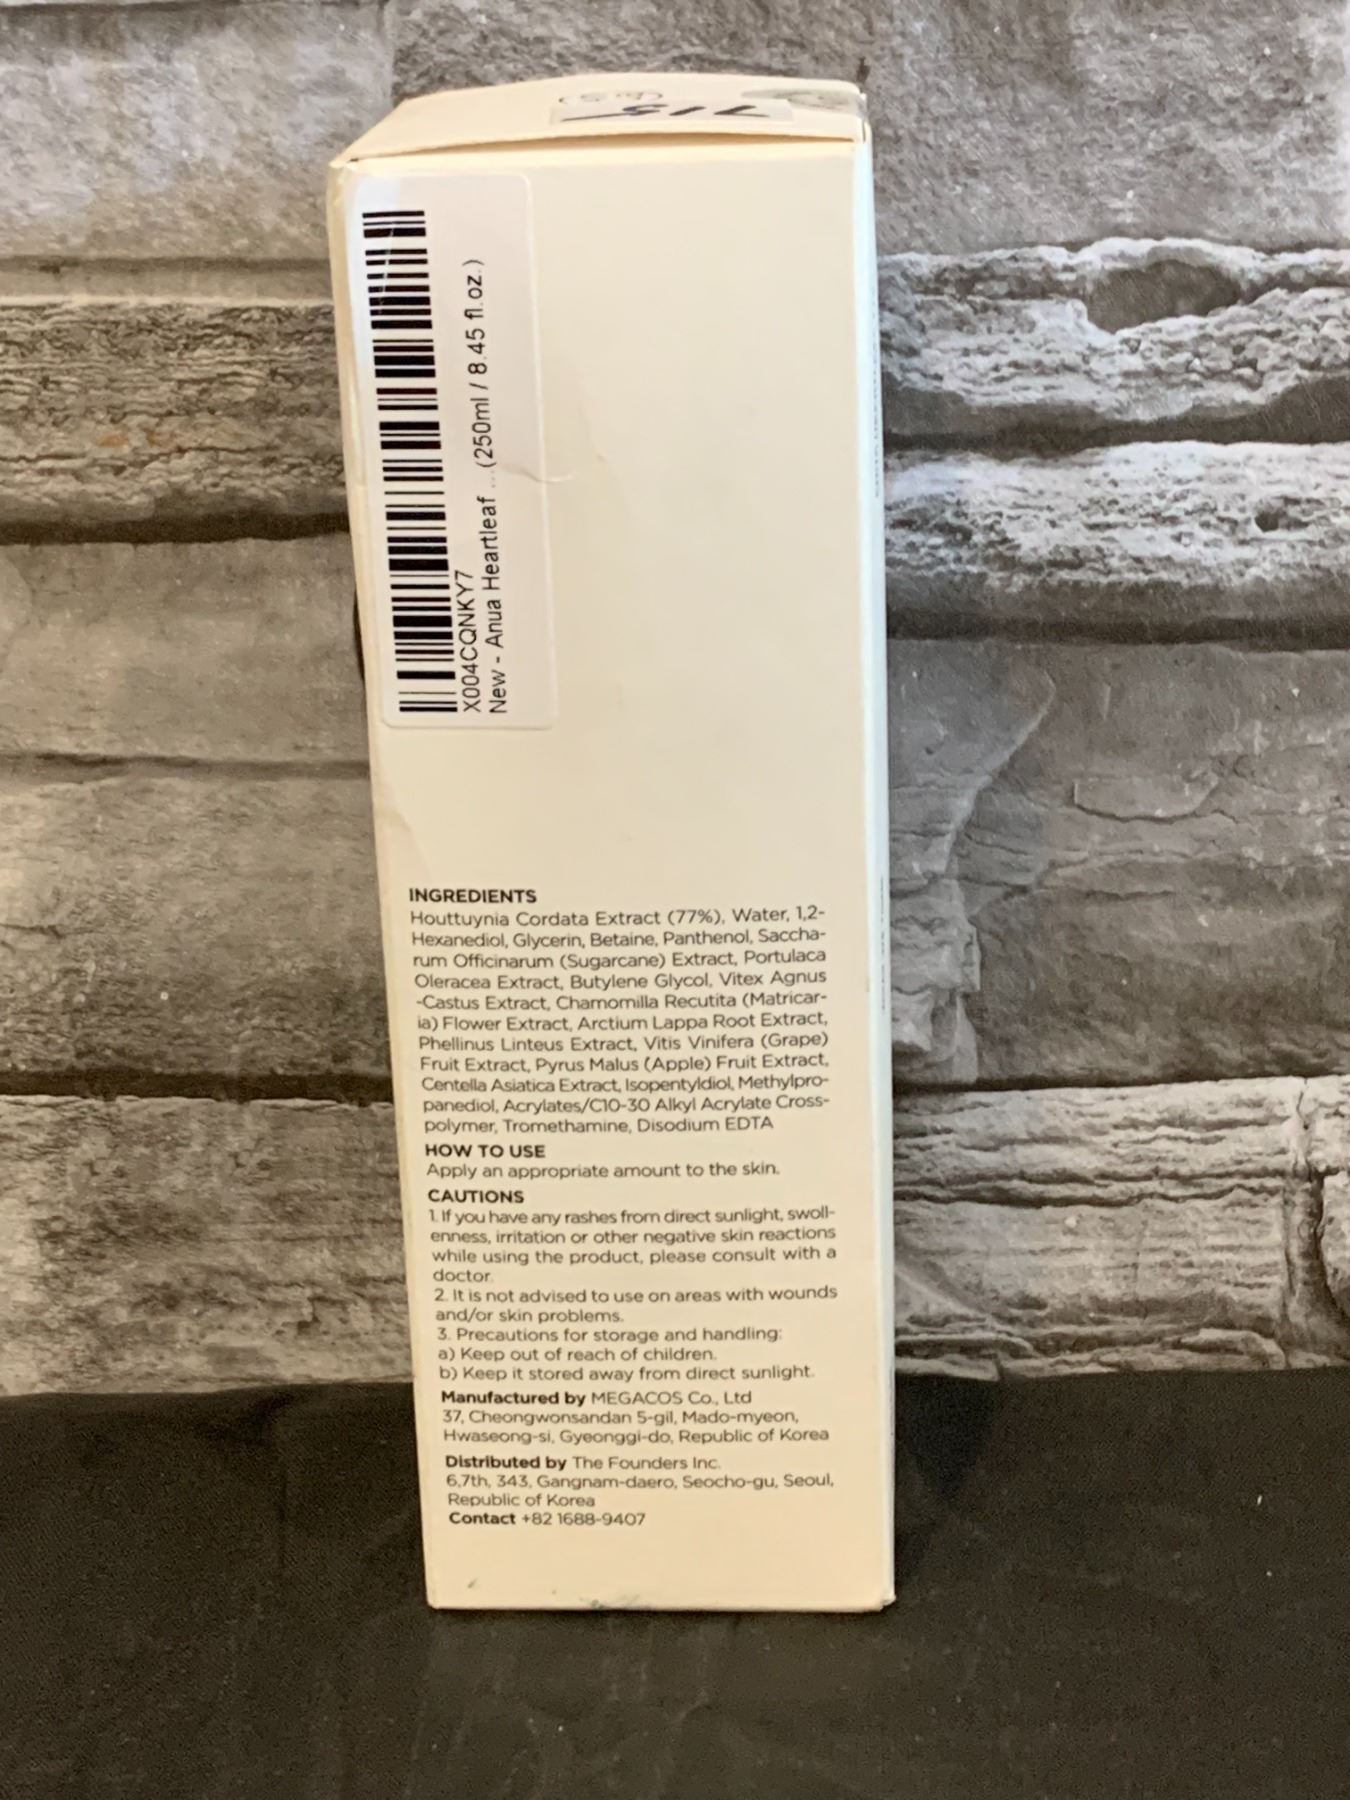 715
X004CQNKY7
New - Anua Heartleaf ...(250ml / 8.45 fl.oz.)
INGREDIENTS
Houttuynia Cordata Extract (77%), Water, 1,2-
Hexanediol, Glycerin, Betaine, Panthenol, Saccha-
rum Officinarum (Sugarcane) Extract, Portulaca
Oleracea Extract, Butylene Glycol, Vitex Agnus
-Castus Extract, Chamomilla Recutita (Matricar-
ia) Flower Extract, Arctium Lappa Root Extract,
Phellinus Linteus Extract, Vitis Vinifera (Grape)
Fruit Extract, Pyrus Malus (Apple) Fruit Extract,
Centella Asiatica Extract, Isopentyldiol, Methylpro-
panediol, Acrylates/C10-30 Alkyl Acrylate Cross-
polymer, Tromethamine, Disodium EDTA
HOW TO USE
Apply an appropriate amount to the skin.
CAUTIONS
1. If you have any rashes from direct sunlight, swoll-
enness, irritation or other negative skin reactions
while using the product, please consult with a
doctor.
2. It is not advised to use on areas with wounds
and/or skin problems.
3. Precautions for storage and handling:
a) Keep out of reach of children.
b) Keep it stored away from direct sunlight.
Manufactured by MEGACOS Co., Ltd
37, Cheongwonsandan 5-gil, Mado-myeon,
Hwaseong-si, Gyeonggi-do, Republic of Korea
Distributed by The Founders Inc.
6,7th, 343, Gangnam-daero, Seocho-gu, Seoul,
Republic of Korea
Contact +82 1688-9407